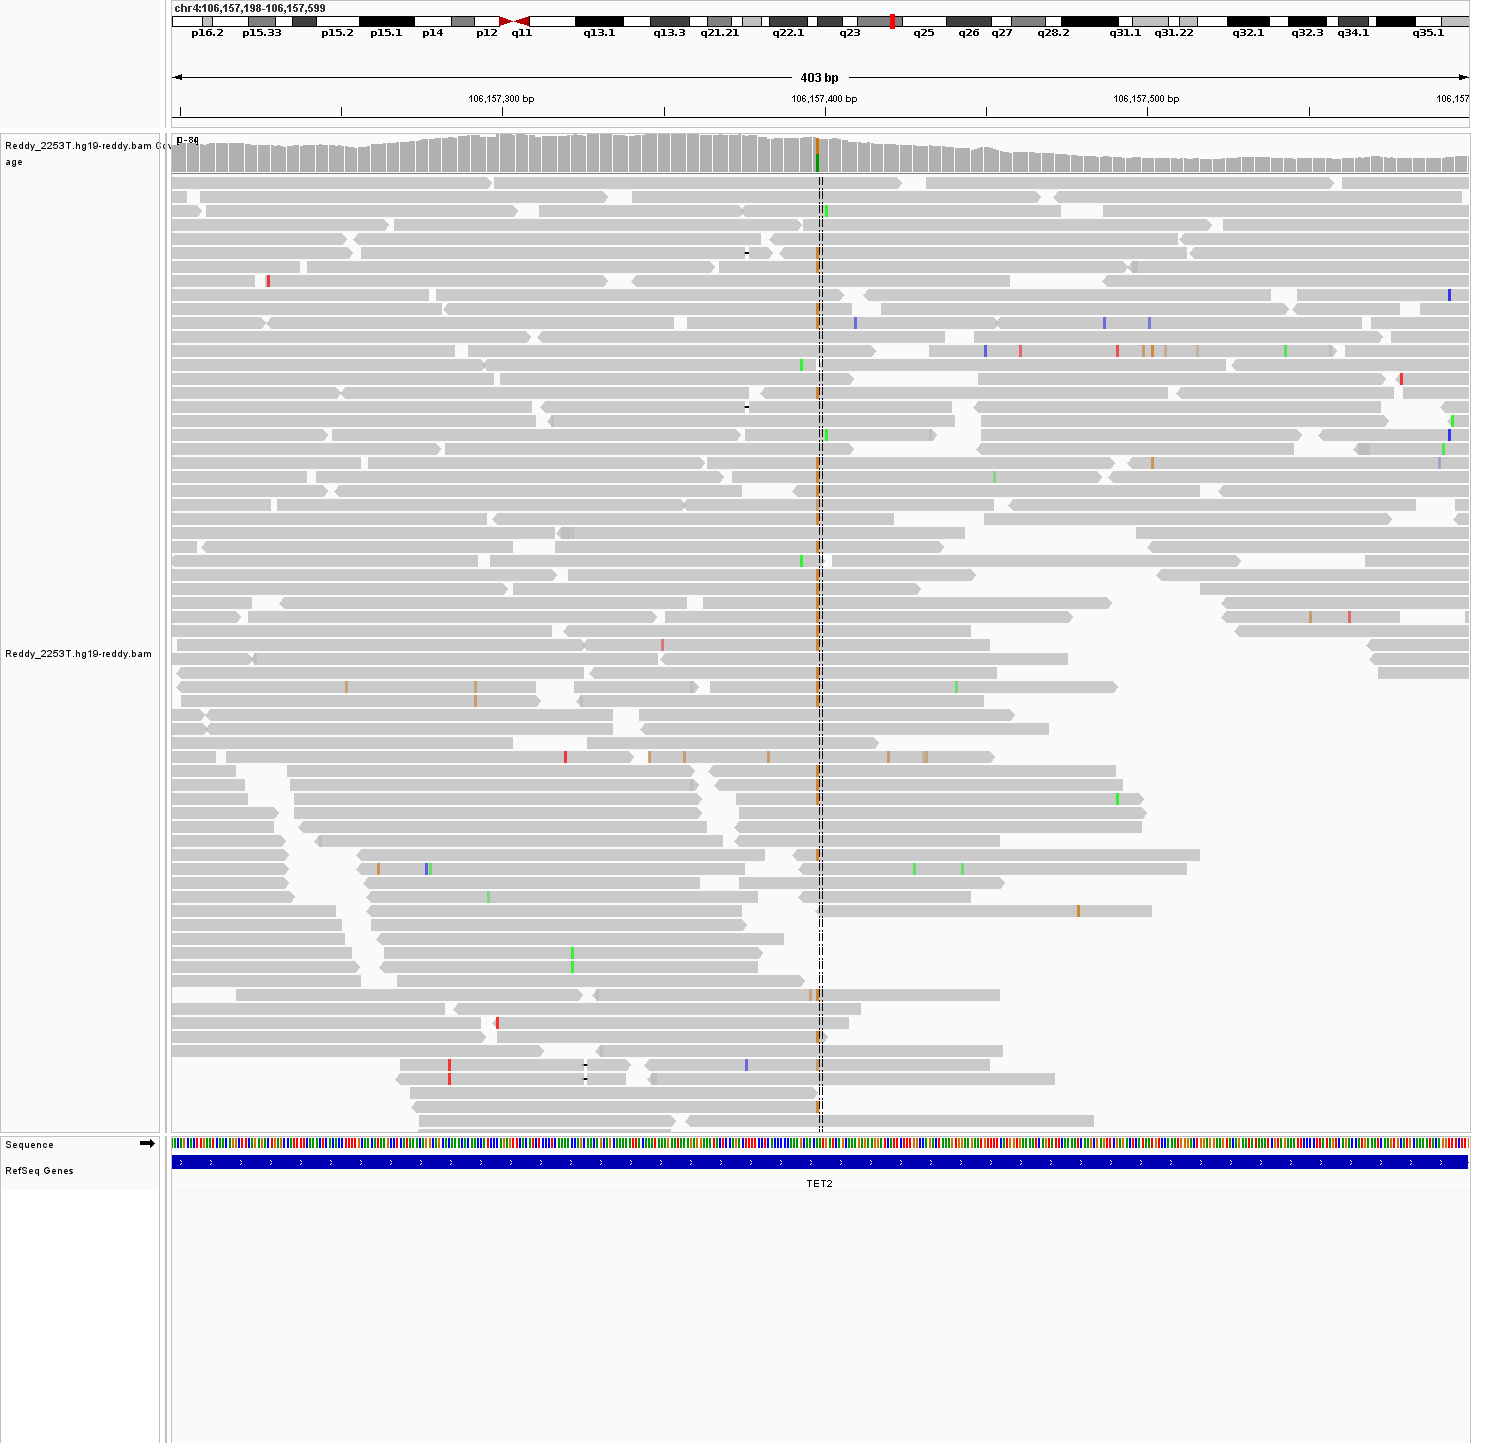 chr4:106,157,198-106,157,599
p16.2 p15.33 p15.2 p15.1 p14 p12 q11 q13.1 q13.3 q21.21 q22.1 q23 q25 q26 q27 q28.2 q31.1 q31.22 q32.1 q32.3 q34.1 q35.1
403 bp
106,157,300 bp 106,157,400 bp 106,157,500 bp 106,157
Reddy_2253T.hg19-reddy.bam Cov
age
Reddy_2253T.hg19-reddy.bam
Sequence
RefSeq Genes
TET2